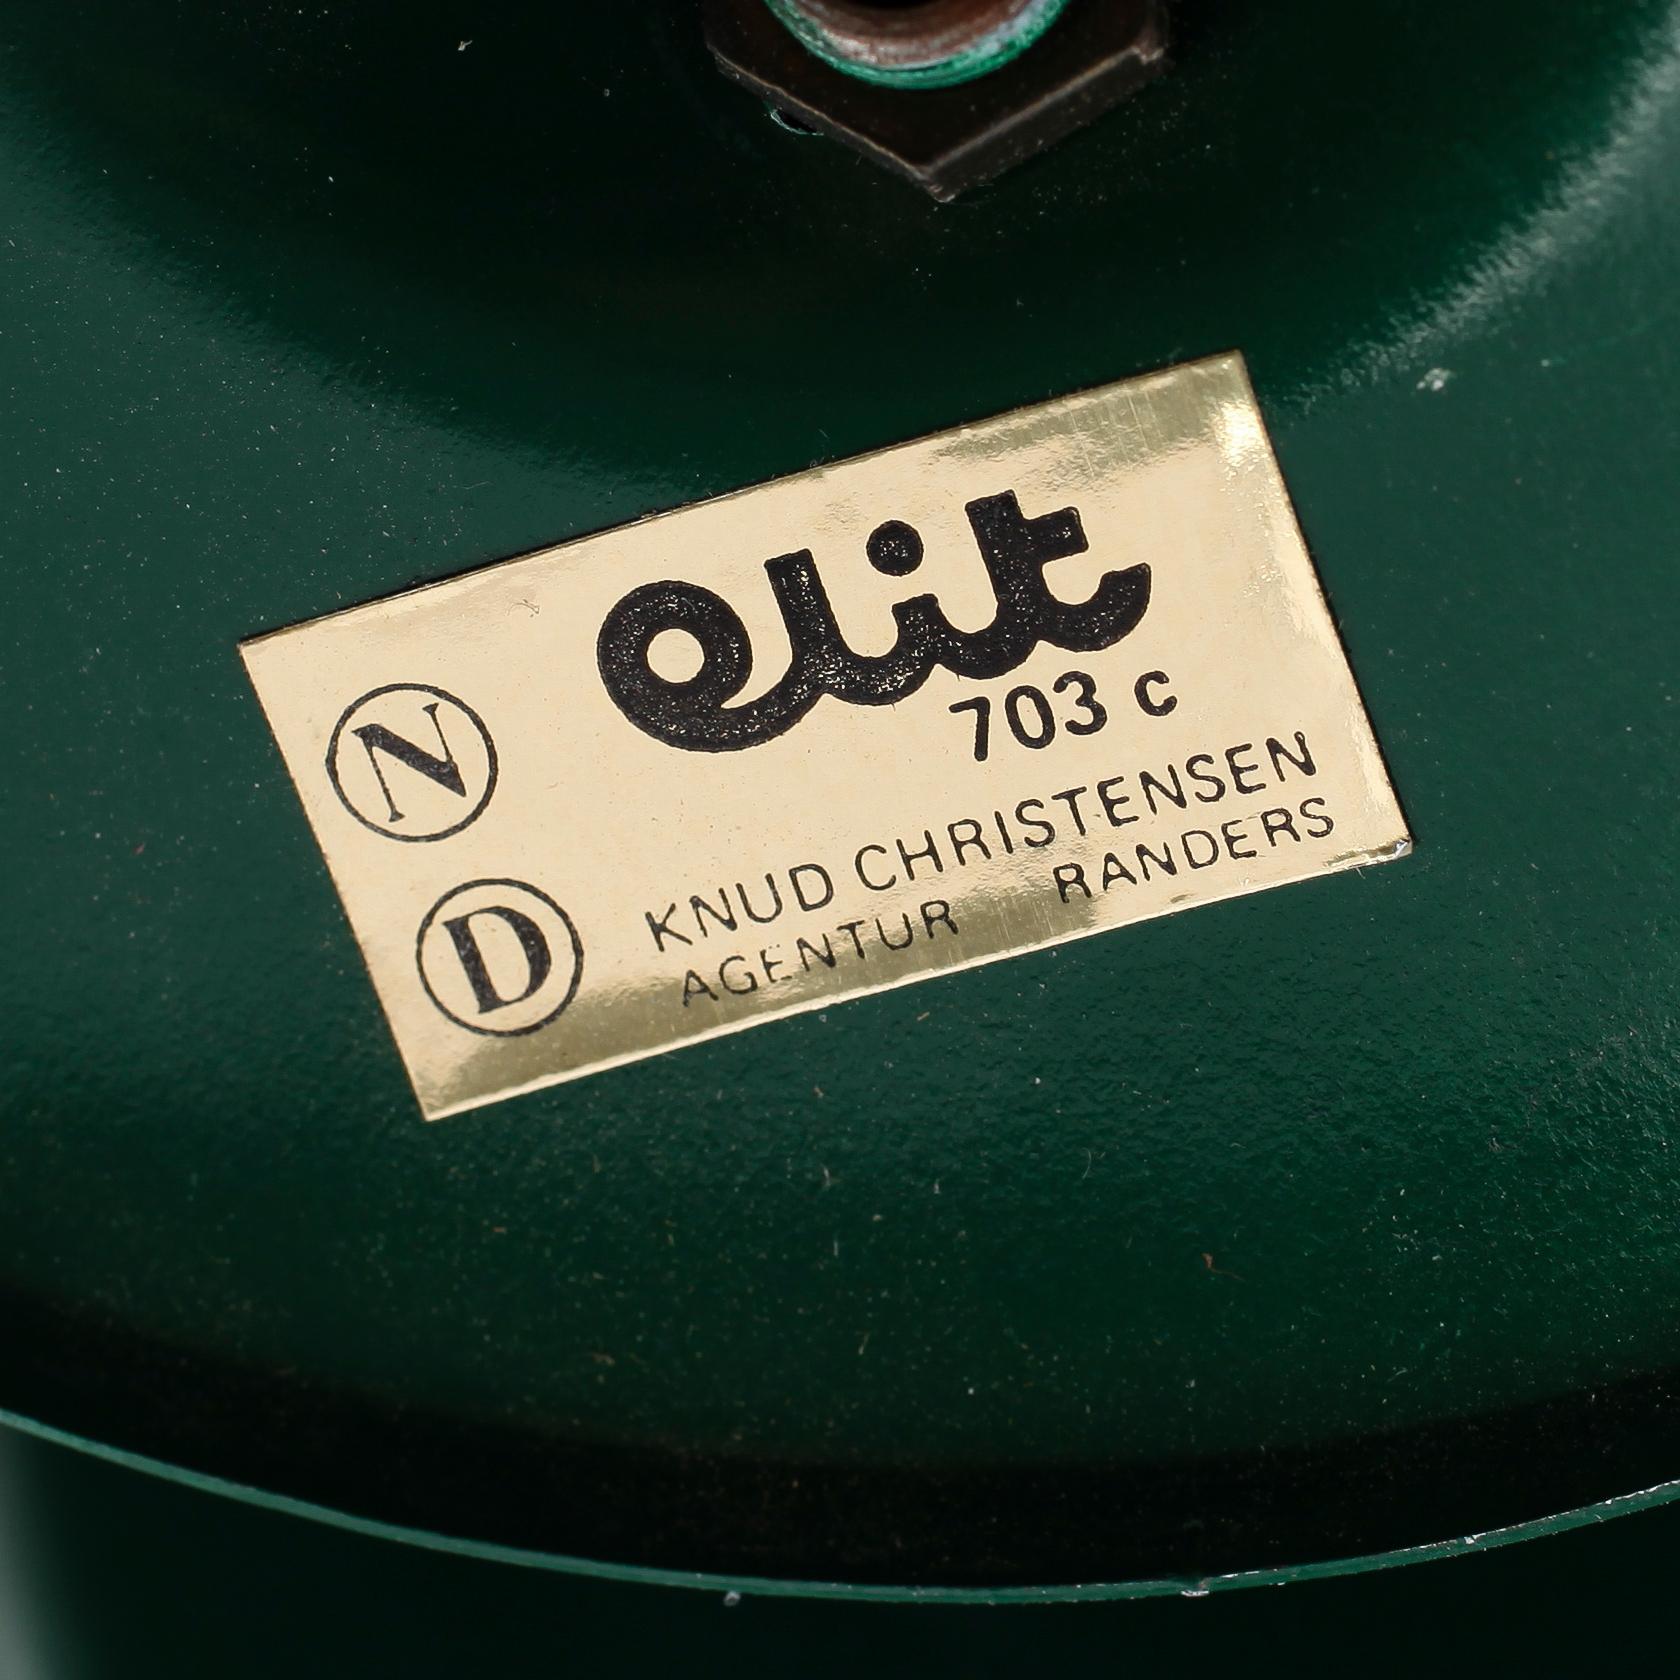 elit
703 c
N
D
KNUD CHRISTENSEN
AGENTUR RANDERS